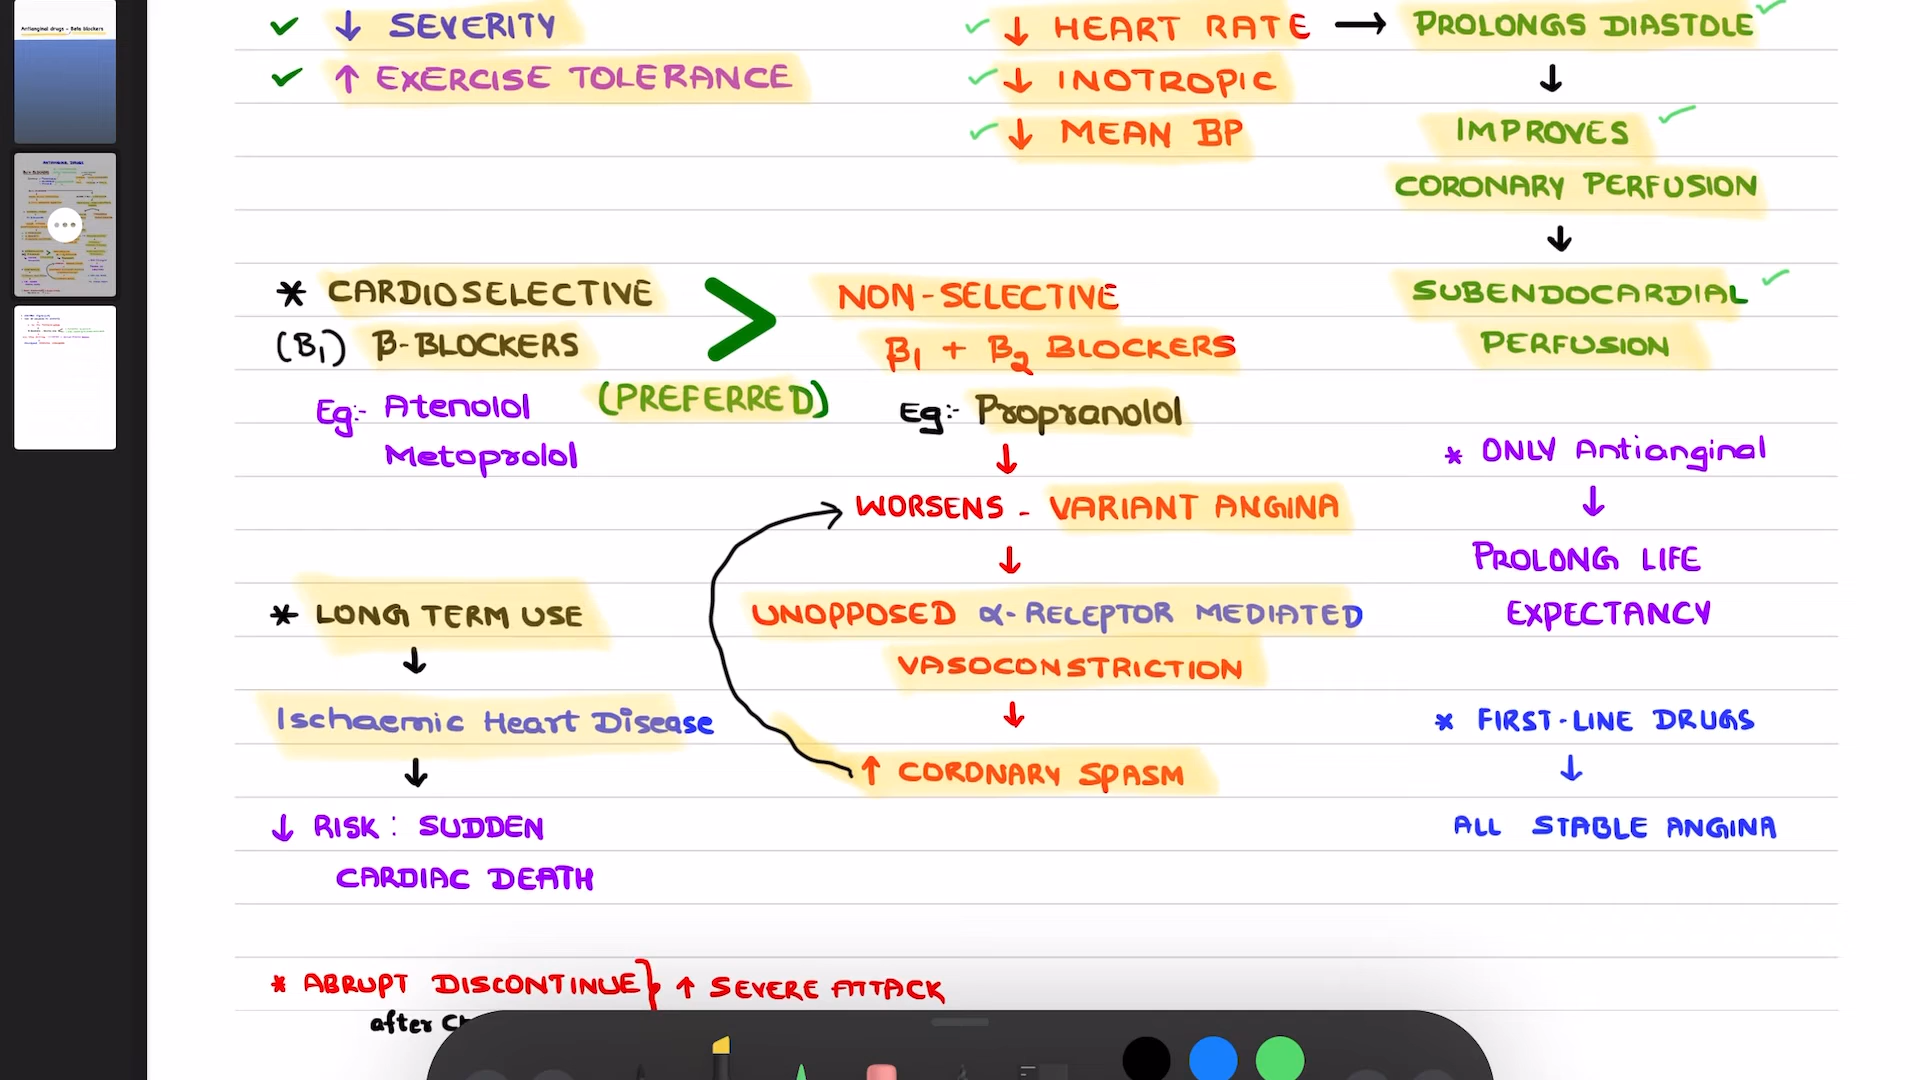 Antianginal drugs - Beta blockers
✓ ↓ SEVERITY
✓ ↑ EXERCISE TOLERANCE
✓ ↓ HEART RATE → PROLONGS DIASTOLE ✓
✓ ↓ INOTROPIC
✓ ↓ MEAN BP
↓
IMPROVES ✓
CORONARY PERFUSION
↓
SUBENDOCARDIAL ✓
PERFUSION
* CARDIOSELECTIVE > NON-SELECTIVE
(B₁) β-BLOCKERS β₁ + β₂ BLOCKERS
(PREFERRED)
Eg:- Atenolol
Metoprolol
Eg:- Propranolol
↓
WORSENS - VARIANT ANGINA
↓
UNOPPOSED α-RECEPTOR MEDIATED
VASOCONSTRICTION
↓
↑ CORONARY SPASM
* ONLY Antianginal
↓
PROLONG LIFE
EXPECTANCY
* LONG TERM USE
↓
Ischaemic Heart Disease
↓
↓ RISK : SUDDEN
CARDIAC DEATH
* FIRST-LINE DRUGS
↓
ALL STABLE ANGINA
* ABRUPT DISCONTINUE } ↑ SEVERE ATTACK
after